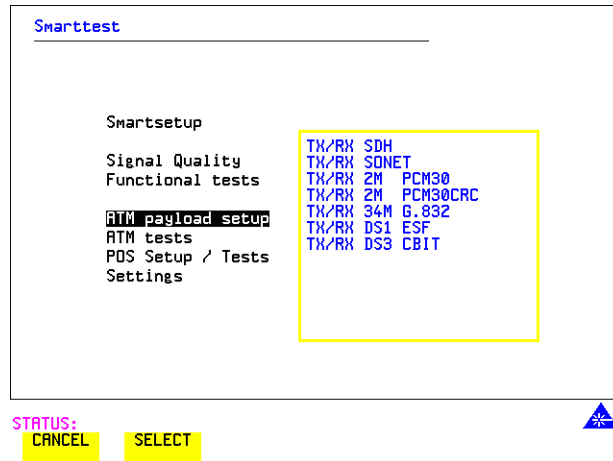 Smarttest
Smartsetup
Signal Quality
Functional tests
ATM payload setup
ATM tests
POS Setup / Tests
Settings
TX/RX SDH
TX/RX SONET
TX/RX 2M  PCM30
TX/RX 2M  PCM30CRC
TX/RX 34M G.832
TX/RX DS1 ESF
TX/RX DS3 CBIT
STATUS:
CANCEL SELECT